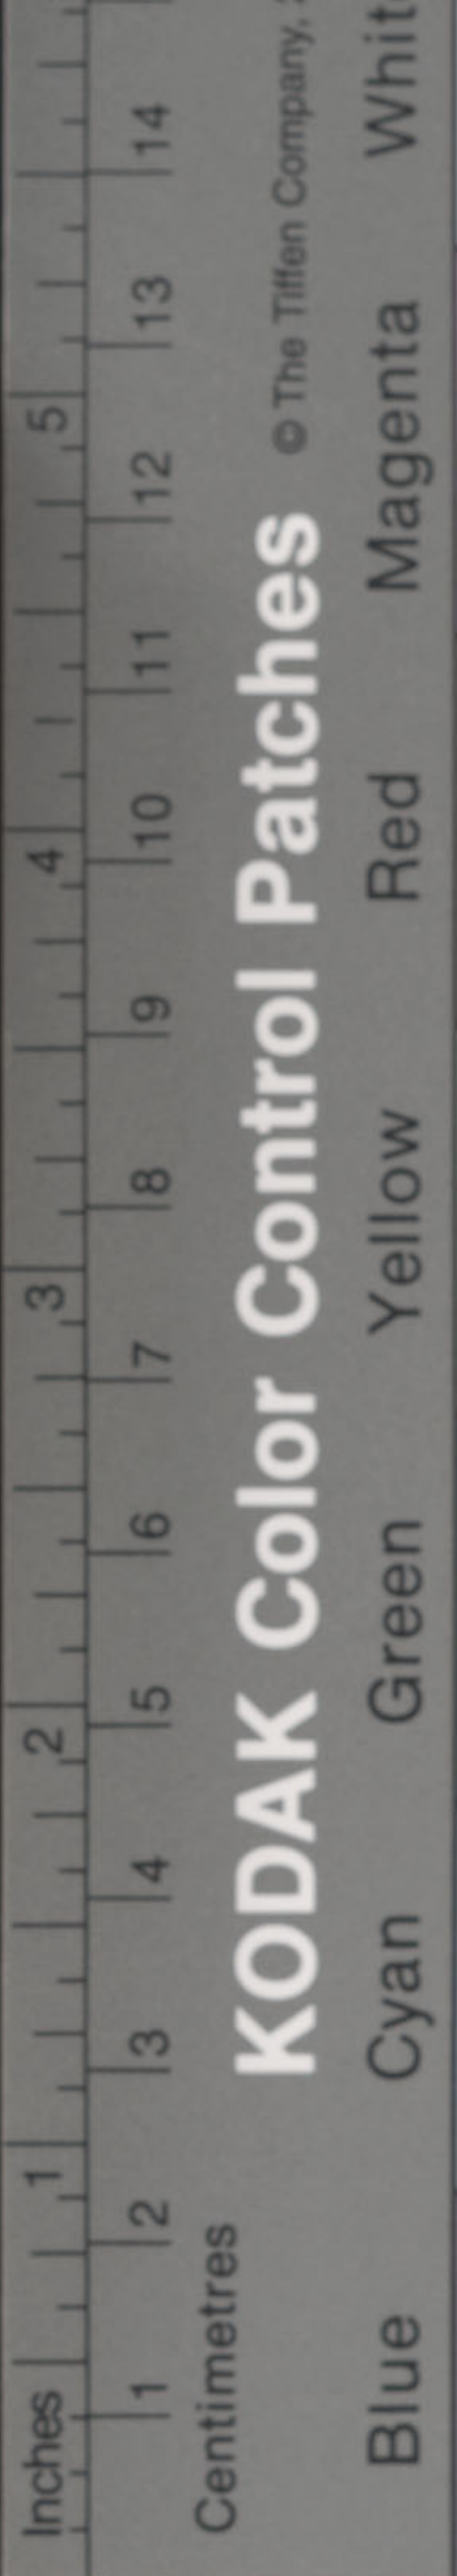 Inches 1 2 3 4 5
1 2 3 4 5 6 7 8 9 10 11 12 13 14
Centimetres
KODAK Color Control Patches © The Tiffen Company,
Blue Cyan Green Yellow Red Magenta Whit